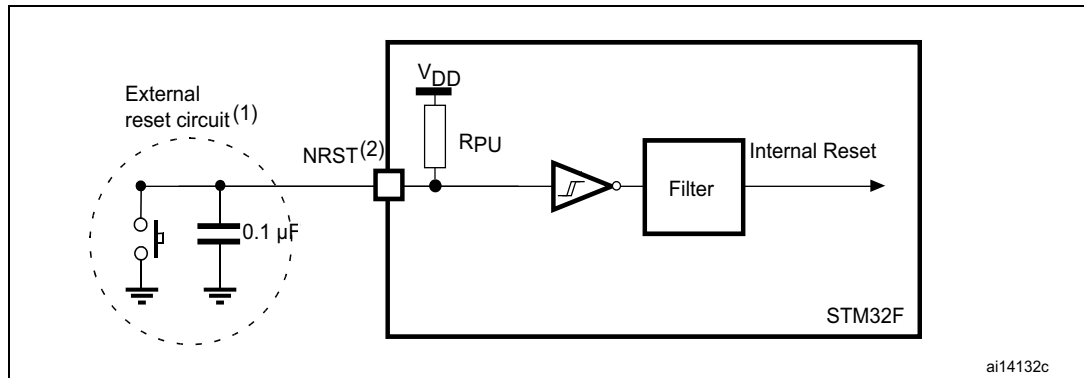 External
reset circuit(1)
NRST(2)
VDD
RPU
0.1 μF
Filter
Internal Reset
STM32F
ai14132c